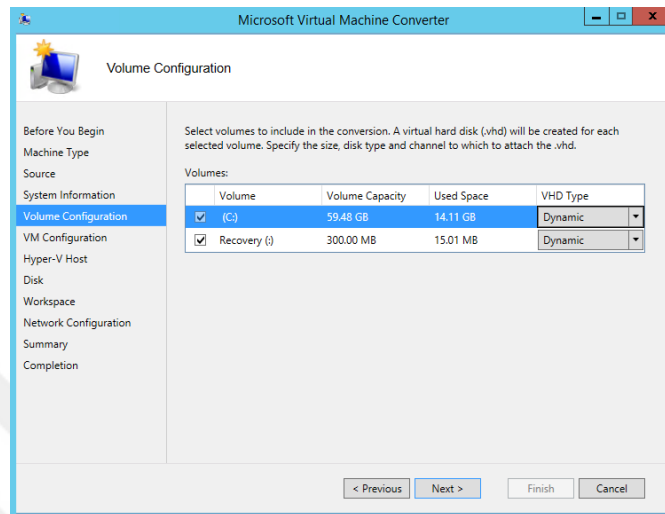 Microsoft Virtual Machine Converter
Volume Configuration
Before You Begin
Machine Type
Source
System Information
Volume Configuration
VM Configuration
Hyper-V Host
Disk
Workspace
Network Configuration
Summary
Completion
Select volumes to include in the conversion. A virtual hard disk (.vhd) will be created for each
selected volume. Specify the size, disk type and channel to which to attach the .vhd.
Volumes:
Volume Volume Capacity Used Space VHD Type
(C:) 59.48 GB 14.11 GB Dynamic
Recovery (:) 300.00 MB 15.01 MB Dynamic
< Previous Next > Finish Cancel